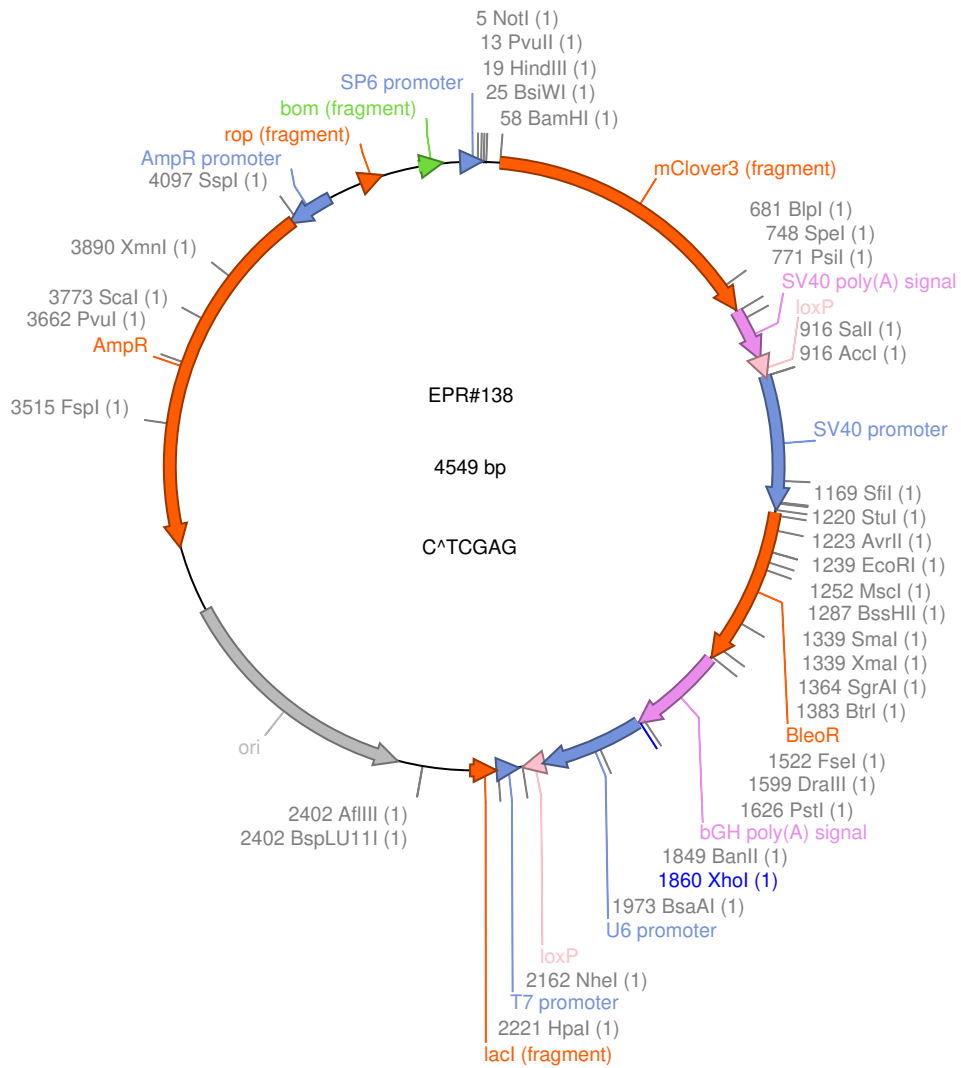 5 NotI (1)
13 PvuII (1)
19 HindIII (1)
25 BsiWI (1)
58 BamHI (1)
SP6 promoter
bom (fragment)
rop (fragment)
AmpR promoter
4097 SspI (1)
3890 XmnI (1)
3773 ScaI (1)
3662 PvuI (1)
AmpR
3515 FspI (1)
mClover3 (fragment)
681 BlpI (1)
748 SpeI (1)
771 PsiI (1)
SV40 poly(A) signal
loxP
916 SalI (1)
916 AccI (1)
SV40 promoter
1169 SfiI (1)
1220 StuI (1)
1223 AvrII (1)
1239 EcoRI (1)
1252 MscI (1)
1287 BssHII (1)
1339 SmaI (1)
1339 XmaI (1)
1364 SgrAI (1)
1383 BtrI (1)
BleoR
1522 FseI (1)
1599 DraIII (1)
1626 PstI (1)
bGH poly(A) signal
1849 BanII (1)
1860 XhoI (1)
1973 BsaAI (1)
U6 promoter
loxP
2162 NheI (1)
T7 promoter
2221 HpaI (1)
lacI (fragment)
2402 AflIII (1)
2402 BspLU11I (1)
ori
EPR#138
4549 bp
C^TCGAG